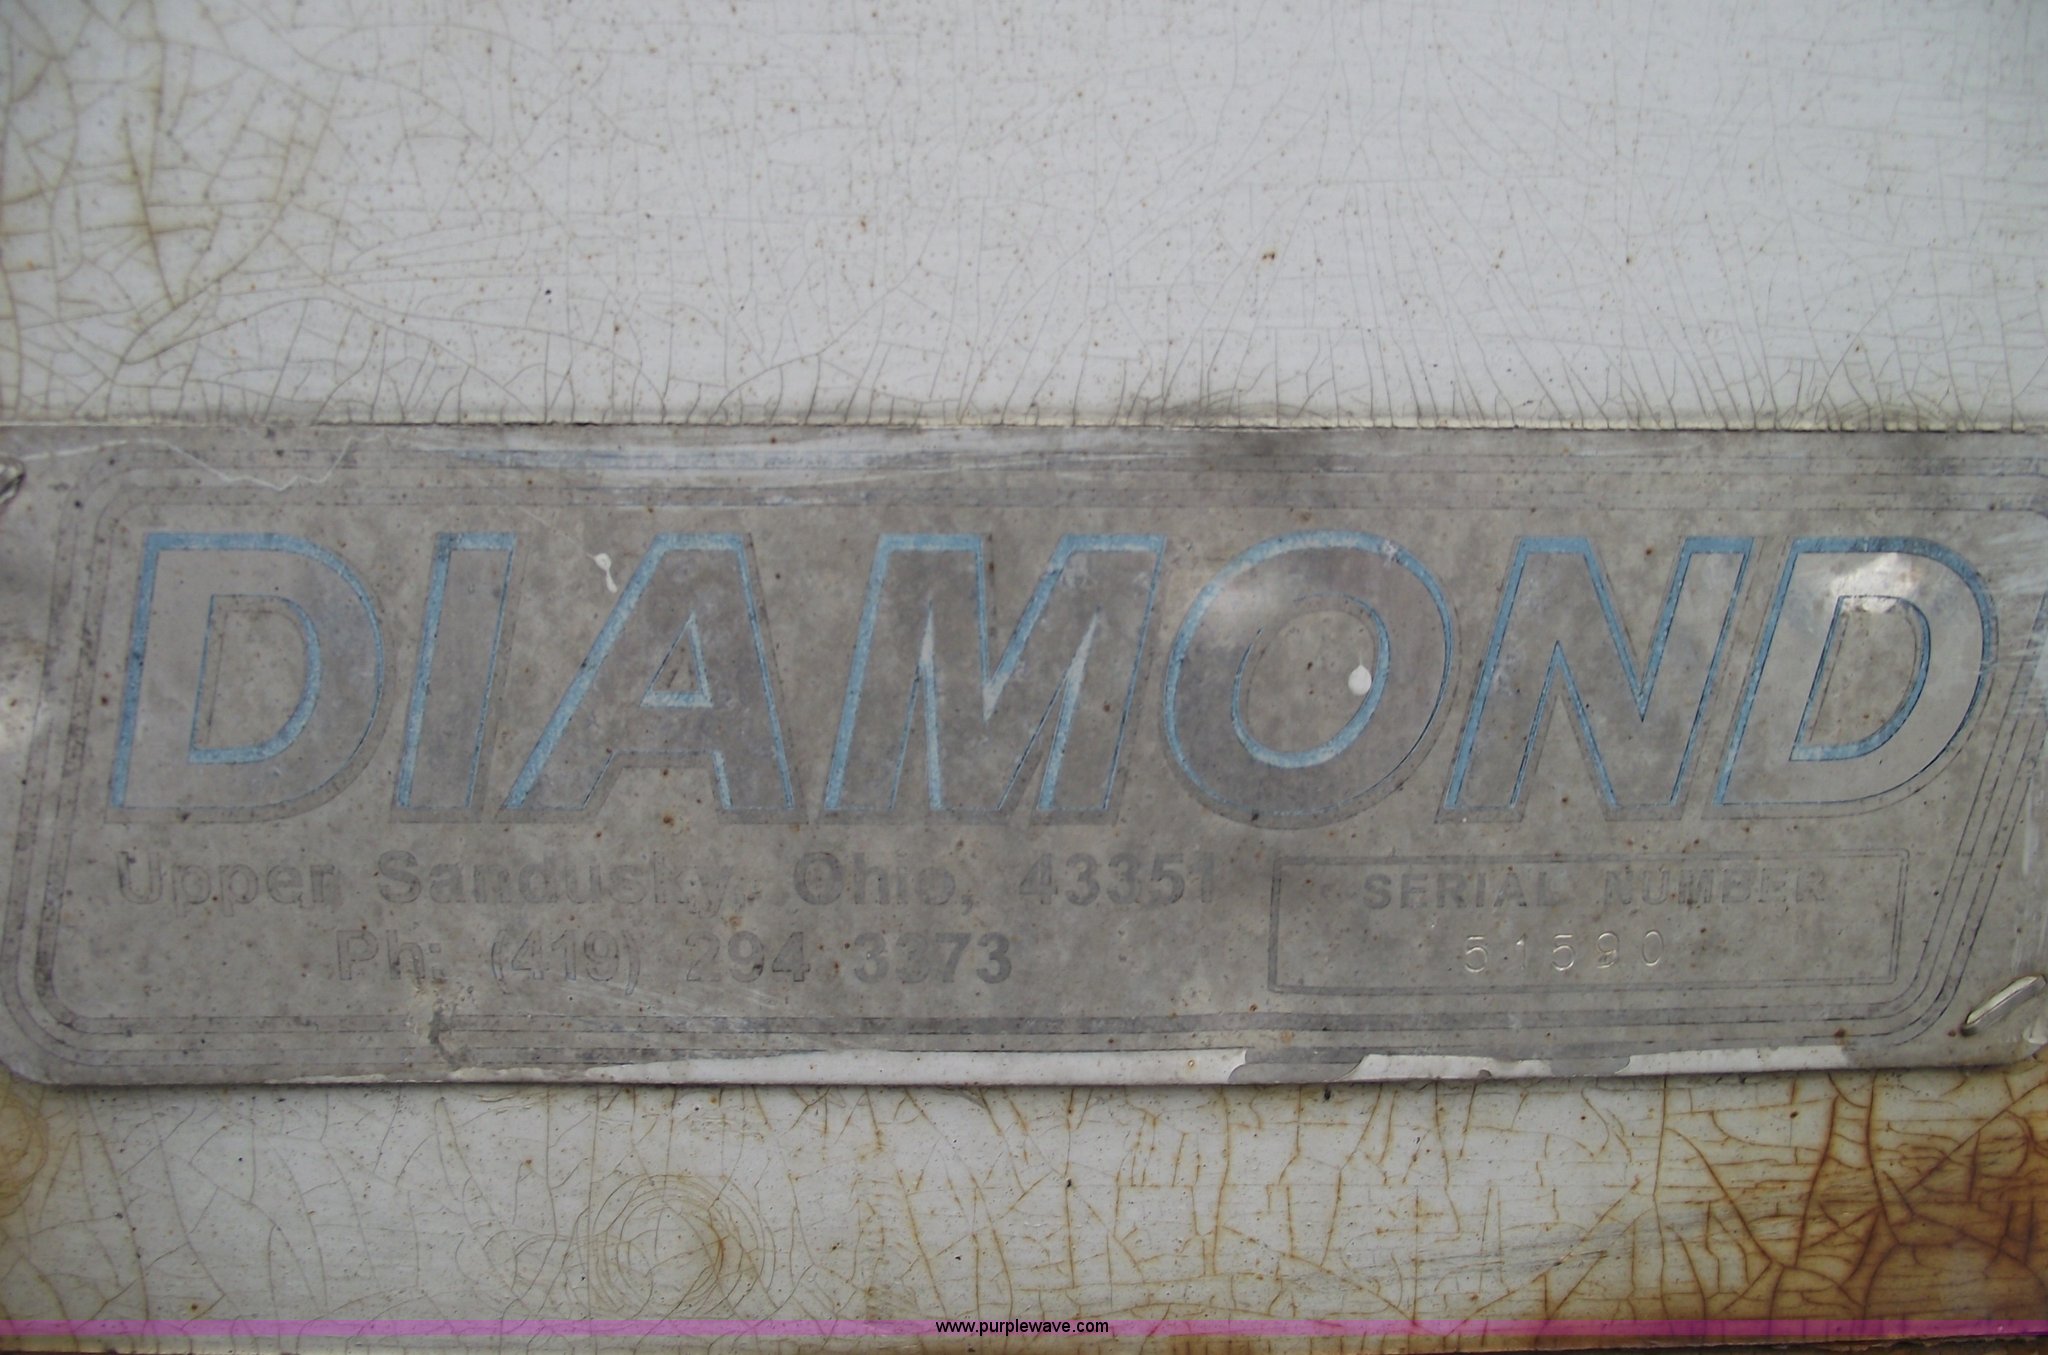 DIAMOND
Upper Sandusky, Ohio, 43351
Ph: (419) 294 3373
SERIAL NUMBER
51590
www.purplewave.com